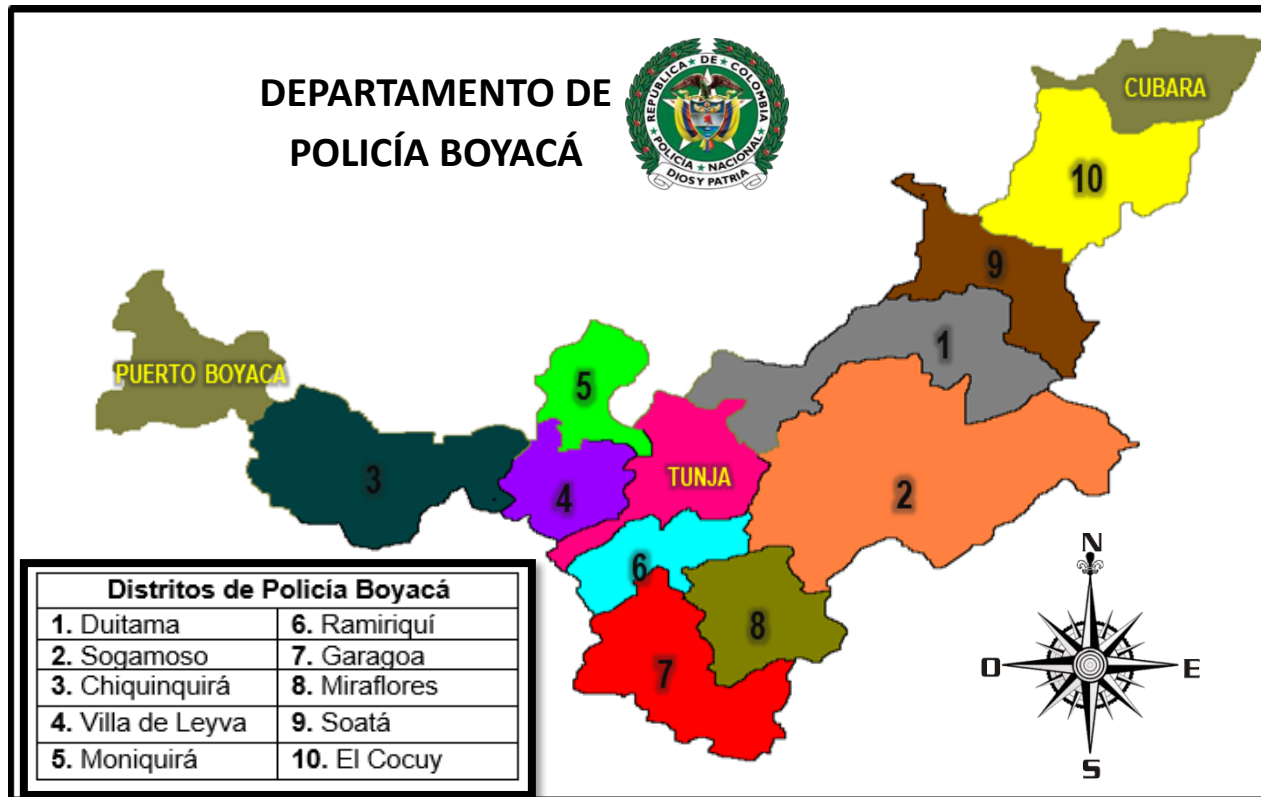 DEPARTAMENTO DE
POLICÍA BOYACÁ
REPÚBLICA DE COLOMBIA
POLICÍA NACIONAL
DIOS Y PATRIA
CUBARA
10
9
1
PUERTO BOYACA
5
3
4
TUNJA
2
6
8
7
Distritos de Policía Boyacá
1. Duitama
6. Ramiriquí
2. Sogamoso
7. Garagoa
3. Chiquinquirá
8. Miraflores
4. Villa de Leyva
9. Soatá
5. Moniquirá
10. El Cocuy
N
O
E
S